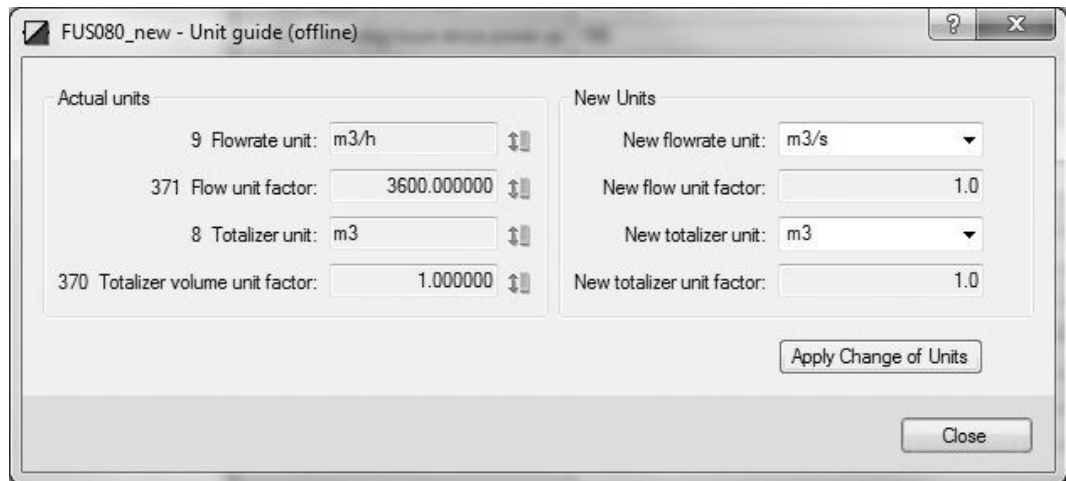 FUS080_new - Unit guide (offline)
Actual units
9 Flowrate unit: m3/h
371 Flow unit factor: 3600.000000
8 Totalizer unit: m3
370 Totalizer volume unit factor: 1.000000
New Units
New flowrate unit: m3/s
New flow unit factor: 1.0
New totalizer unit: m3
New totalizer unit factor: 1.0
Apply Change of Units
Close